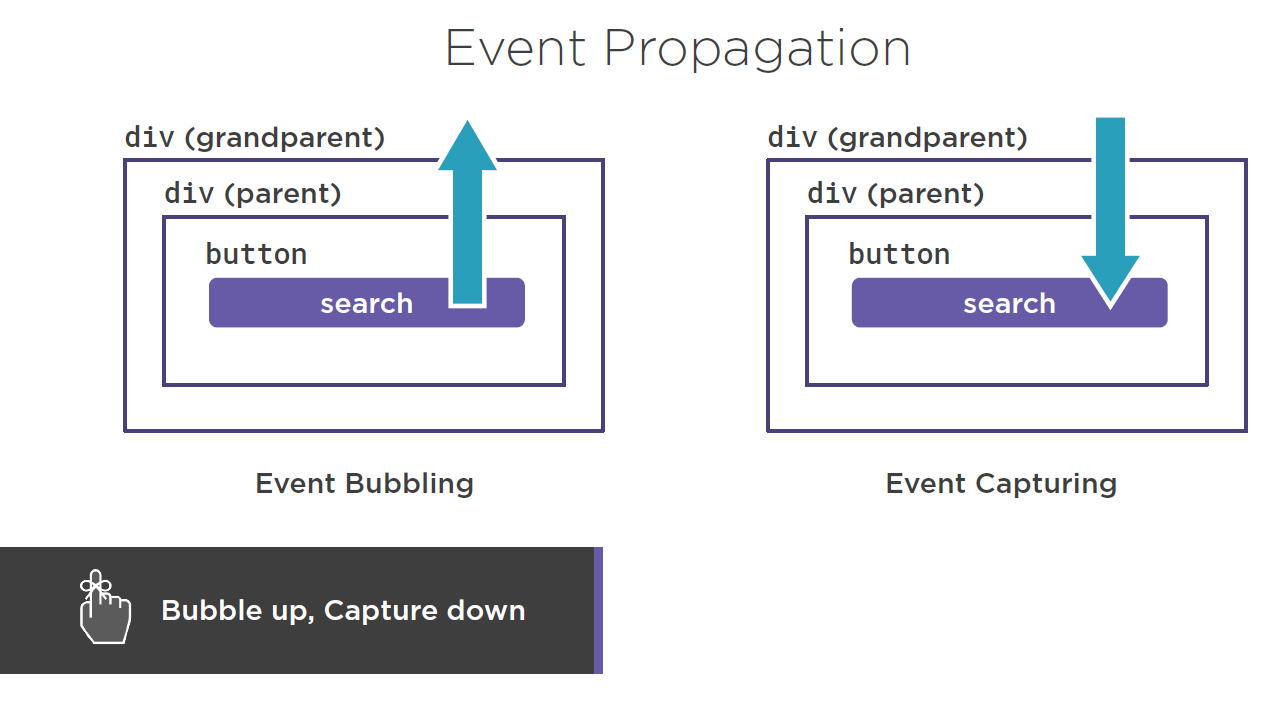 Event Propagation
div (grandparent)
div (parent)
button
search
Event Bubbling
div (grandparent)
div (parent)
button
search
Event Capturing
Bubble up, Capture down